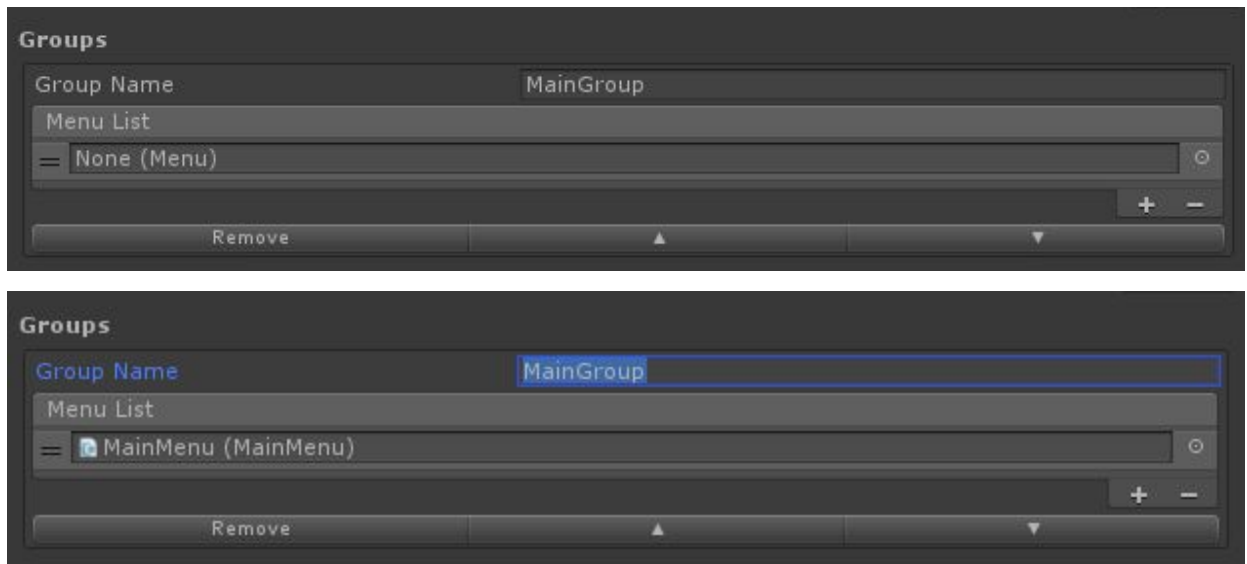 Groups
Group Name MainGroup
Menu List
None (Menu)
+ −
Remove ▲ ▼
Groups
Group Name MainGroup
Menu List
MainMenu (MainMenu)
+ −
Remove ▲ ▼